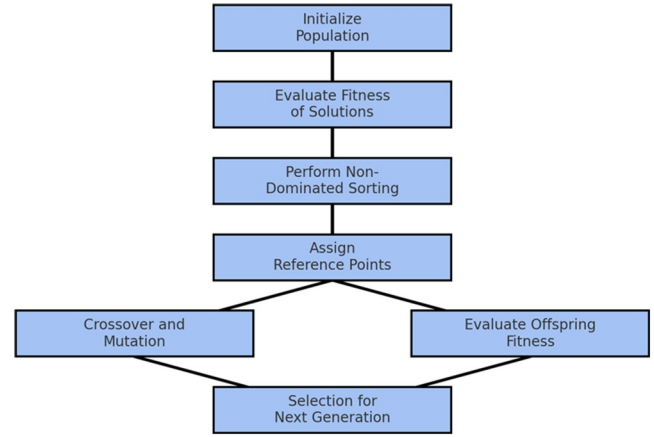 Initialize
Population
Evaluate Fitness
of Solutions
Perform Non-
Dominated Sorting
Assign
Reference Points
Crossover and
Mutation
Evaluate Offspring
Fitness
Selection for
Next Generation